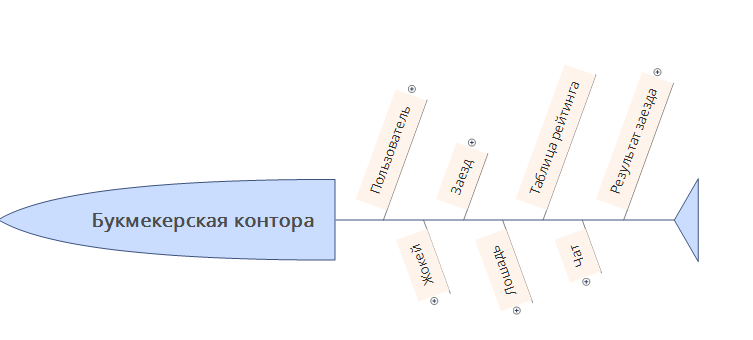 Букмекерская контора
Пользователь
Заезд
Таблица рейтинга
Результат заезда
Жокей
Лошадь
Чат